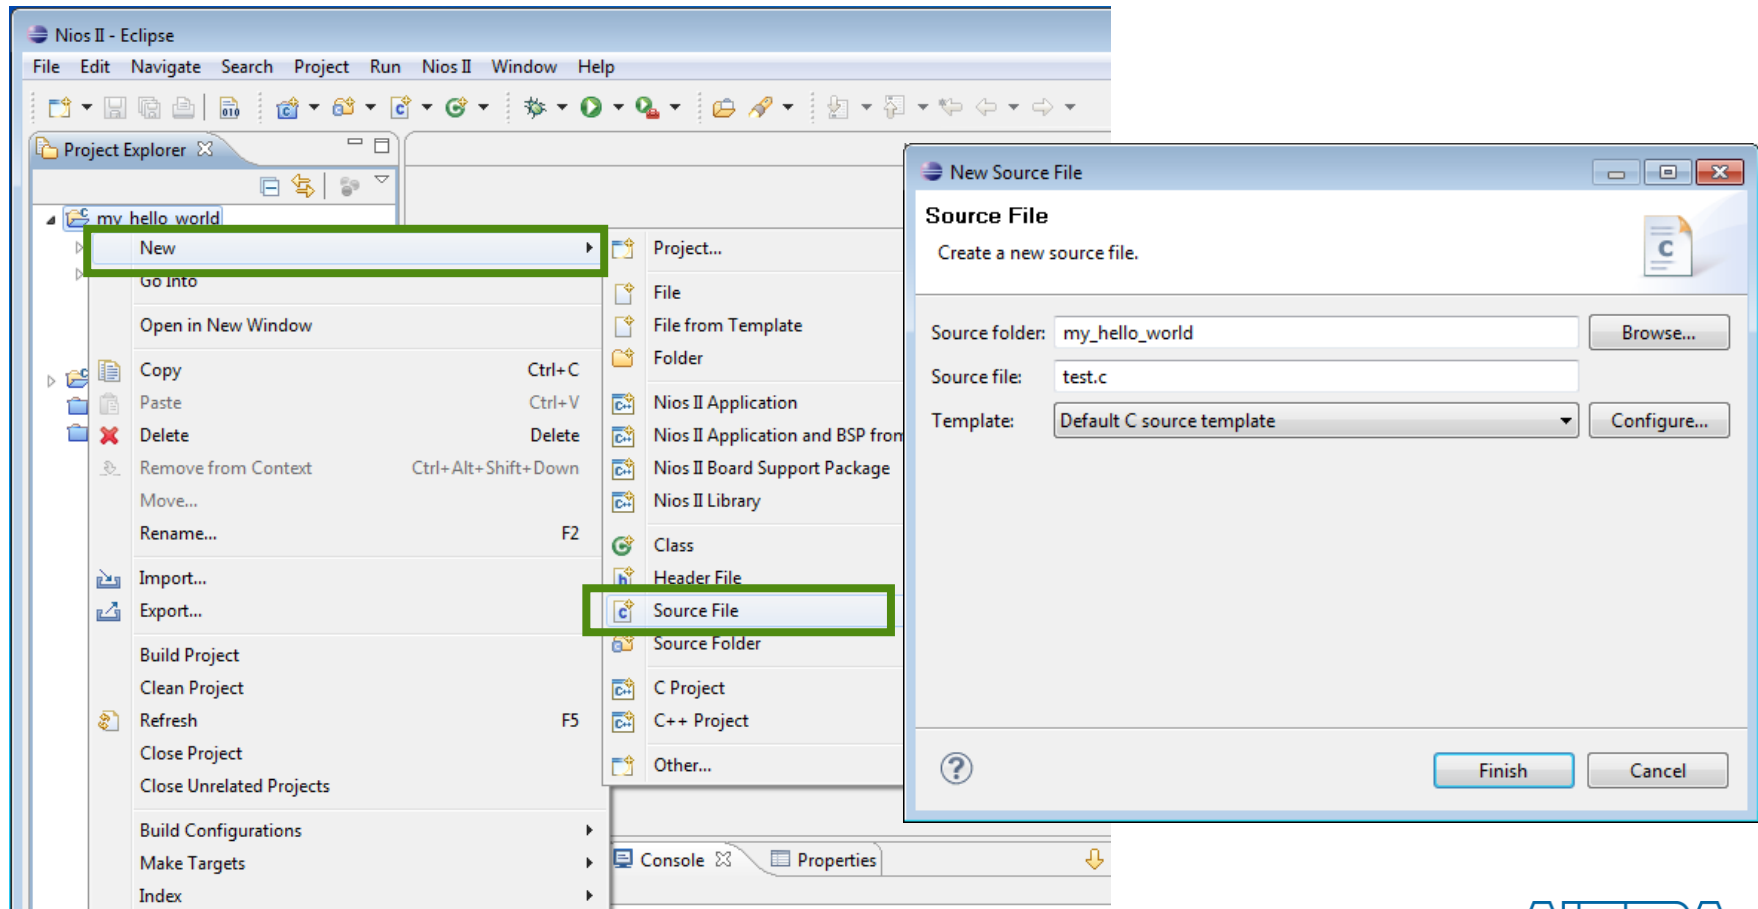 Nios II - Eclipse
File Edit Navigate Search Project Run Nios II Window Help
Project Explorer
my_hello_world
New
Go Into
Open in New Window
Copy Ctrl+C
Paste Ctrl+V
Delete Delete
Remove from Context Ctrl+Alt+Shift+Down
Move...
Rename... F2
Import...
Export...
Build Project
Clean Project
Refresh F5
Close Project
Close Unrelated Projects
Build Configurations
Make Targets
Index
Project...
File
File from Template
Folder
Nios II Application
Nios II Application and BSP from
Nios II Board Support Package
Nios II Library
Class
Header File
Source File
Source Folder
C Project
C++ Project
Other...
Console Properties
New Source File
Source File
Create a new source file.
Source folder: my_hello_world Browse...
Source file: test.c
Template: Default C source template Configure...
Finish Cancel